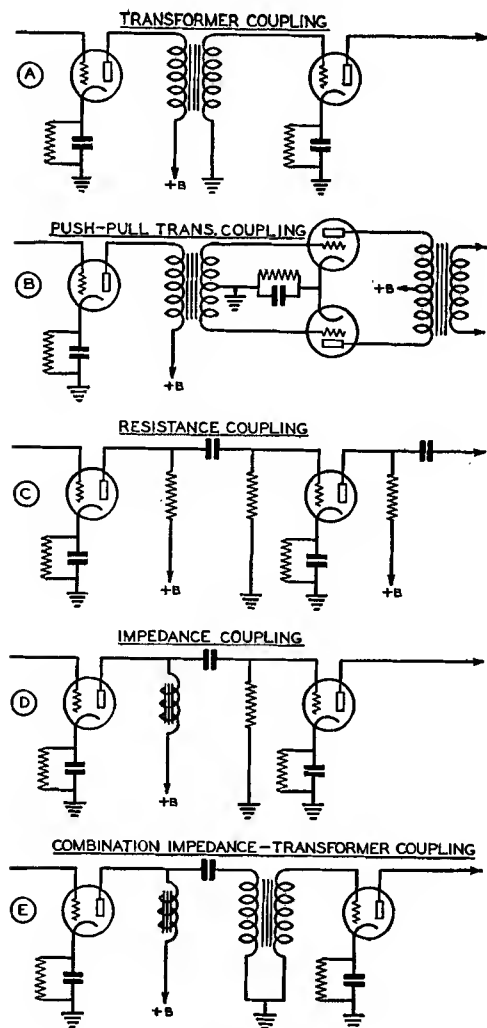 TRANSFORMER COUPLING
A
+B
PUSH-PULL TRANS. COUPLING
B
+B
+B
RESISTANCE COUPLING
C
+B
+B
IMPEDANCE COUPLING
D
+B
COMBINATION IMPEDANCE-TRANSFORMER COUPLING
E
+B